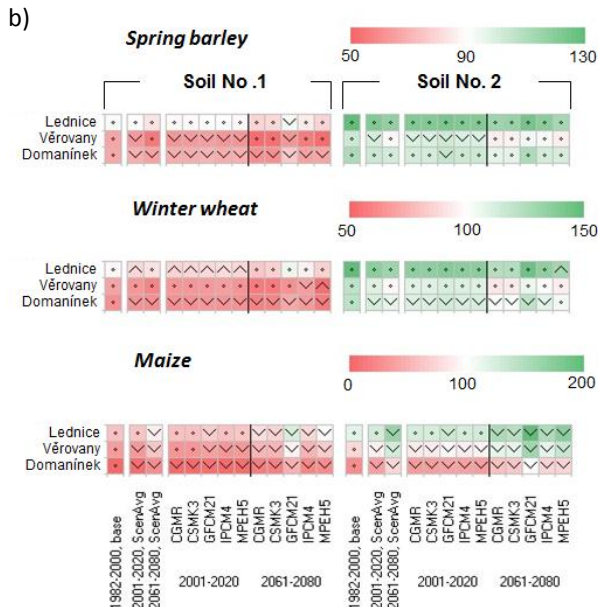 b)
Spring barley
50 90 130
Soil No .1 Soil No. 2
Lednice
Věrovany
Domanínek
Winter wheat
50 100 150
Lednice
Věrovany
Domanínek
Maize
0 100 200
Lednice
Věrovany
Domanínek
1982-2000, base
2001-2020, ScenAvg
2061-2080, ScenAvg
CGMR
CSMK3
GFCM21
IPCM4
MPEH5
CGMR
CSMK3
GFCM21
IPCM4
MPEH5
1982-2000, base
2001-2020, ScenAvg
2061-2080, ScenAvg
CGMR
CSMK3
GFCM21
IPCM4
MPEH5
CGMR
CSMK3
GFCM21
IPCM4
MPEH5
2001-2020 2061-2080 2001-2020 2061-2080